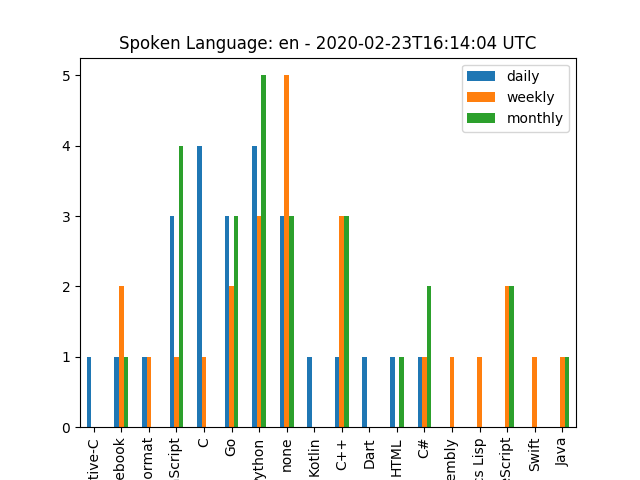 Spoken Language: en - 2020-02-23T16:14:04 UTC
daily
weekly
monthly
5
4
3
2
1
0
tive-C
ebook
ormat
Script
C
Go
ython
none
Kotlin
C++
Dart
HTML
C#
embly
s Lisp
eScript
Swift
Java